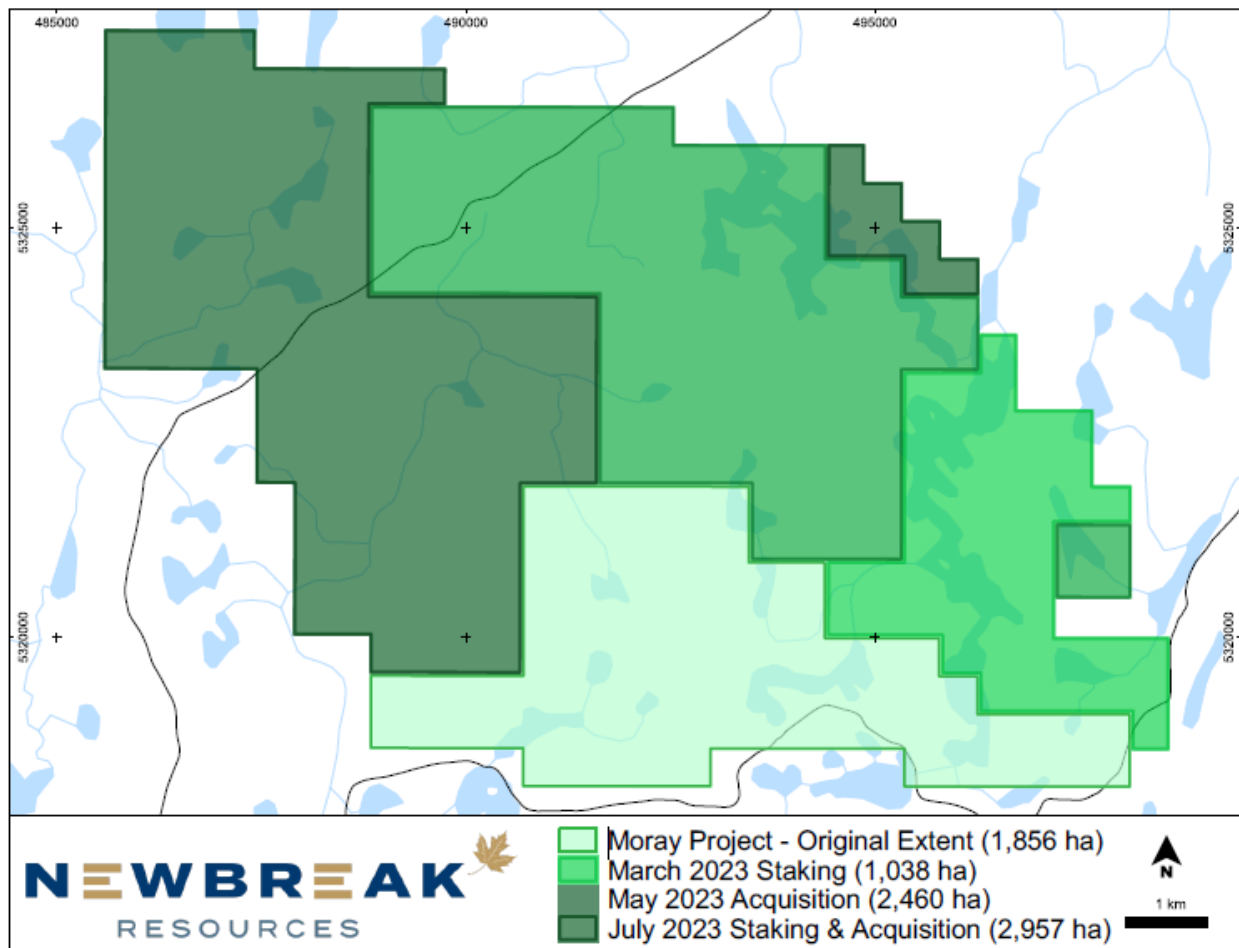 485000 490000 495000
5325000 5325000
5320000 5320000
NEWBREAK
RESOURCES
Moray Project - Original Extent (1,856 ha)
March 2023 Staking (1,038 ha)
May 2023 Acquisition (2,460 ha)
July 2023 Staking & Acquisition (2,957 ha)
N
1 km